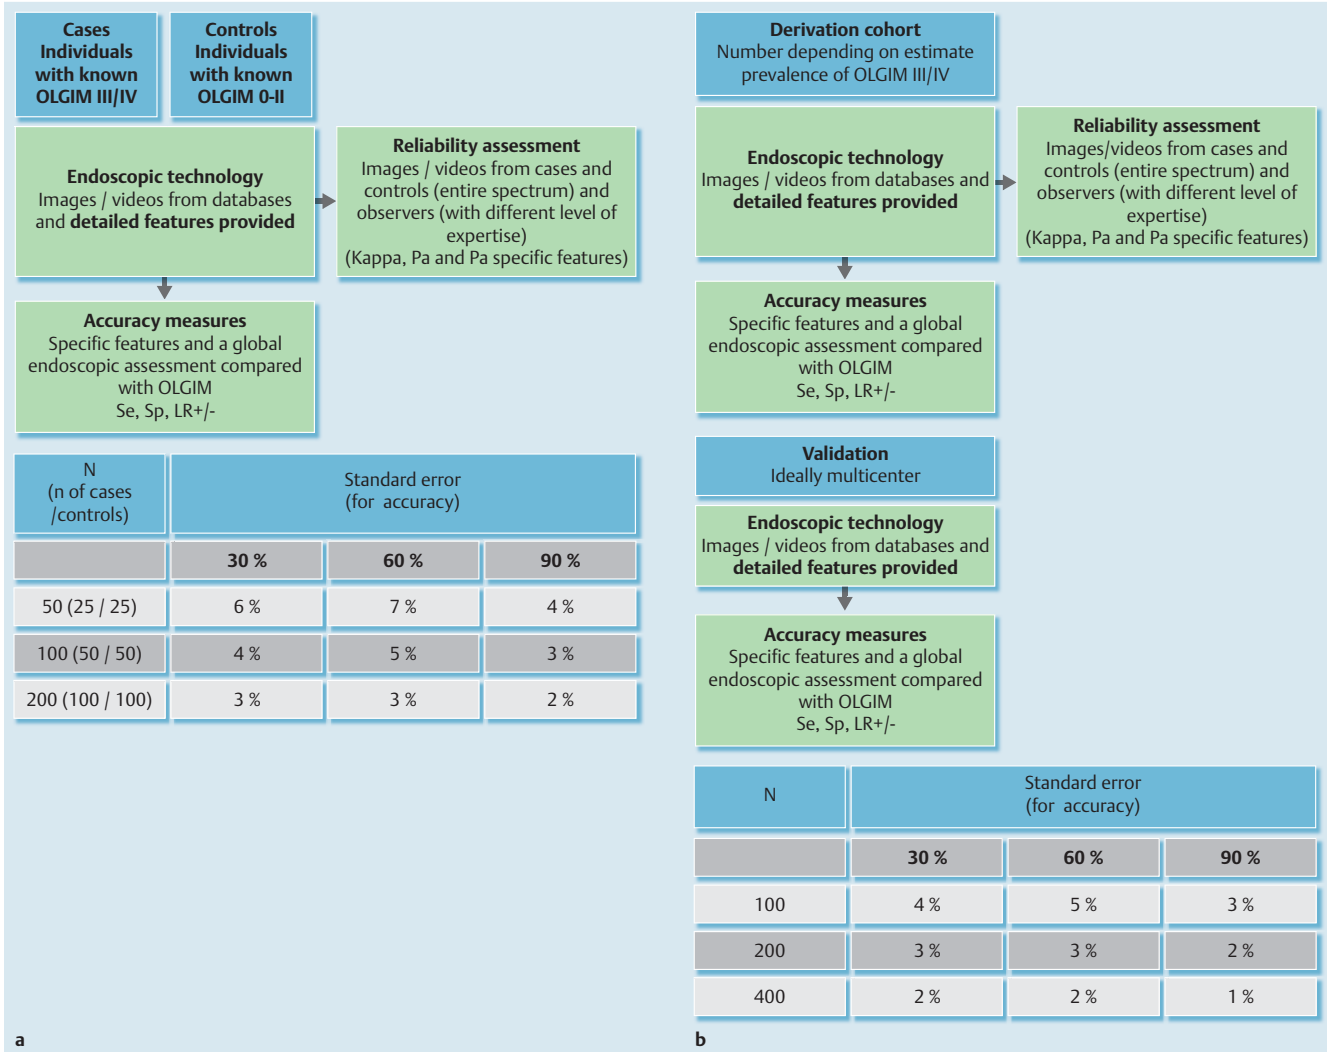 Cases
Individuals
with known
OLGIM III/IV
Controls
Individuals
with known
OLGIM 0-II
Endoscopic technology
Images / videos from databases
and detailed features provided
Reliability assessment
Images / videos from cases and
controls (entire spectrum) and
observers (with different level of
expertise)
(Kappa, Pa and Pa specific features)
Accuracy measures
Specific features and a global
endoscopic assessment compared
with OLGIM
Se, Sp, LR+/-
N
(n of cases
/controls)
Standard error
(for accuracy)
30 % 60 % 90 %
50 (25 / 25) 6 % 7 % 4 %
100 (50 / 50) 4 % 5 % 3 %
200 (100 / 100) 3 % 3 % 2 %
a
Derivation cohort
Number depending on estimate
prevalence of OLGIM III/IV
Endoscopic technology
Images / videos from databases and
detailed features provided
Reliability assessment
Images/videos from cases and
controls (entire spectrum) and
observers (with different level of
expertise)
(Kappa, Pa and Pa specific features)
Accuracy measures
Specific features and a global
endoscopic assessment compared
with OLGIM
Se, Sp, LR+/-
Validation
Ideally multicenter
Endoscopic technology
Images / videos from databases and
detailed features provided
Accuracy measures
Specific features and a global
endoscopic assessment compared
with OLGIM
Se, Sp, LR+/-
N
Standard error
(for accuracy)
30 % 60 % 90 %
100 4 % 5 % 3 %
200 3 % 3 % 2 %
400 2 % 2 % 1 %
b